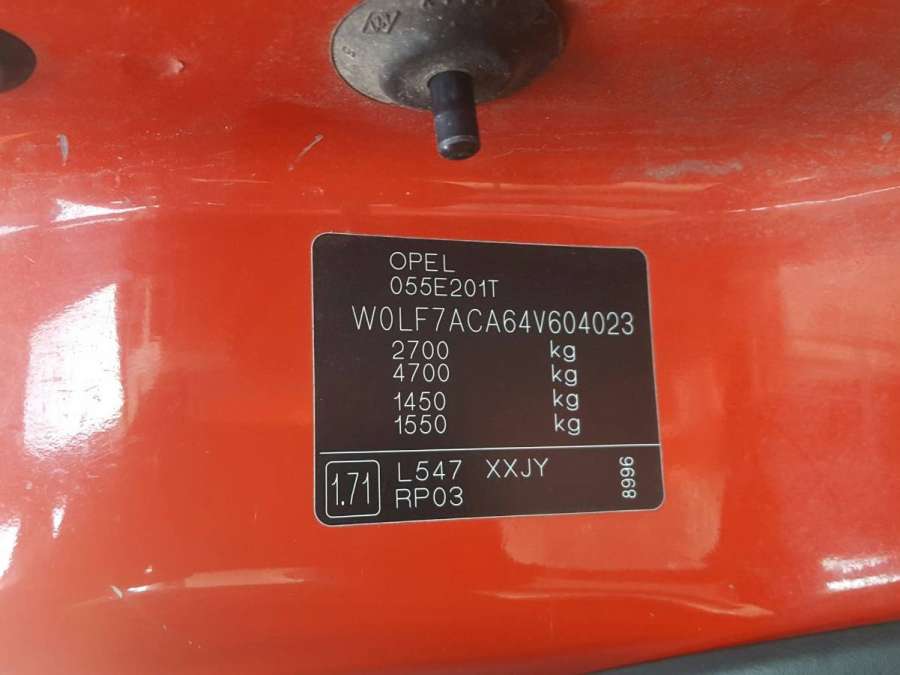 OPEL
055E201T
W0LF7ACA64V604023
2700 kg
4700 kg
1450 kg
1550 kg
1.71 L547 XXJY
RP03
8996